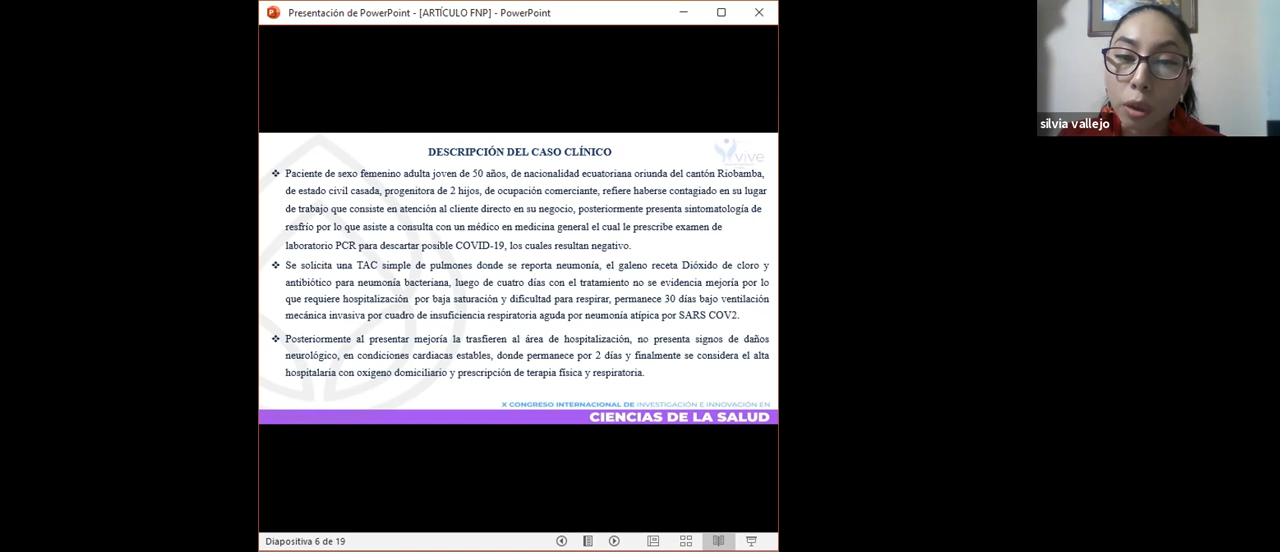 Presentación de PowerPoint - [ARTÍCULO FNP] - PowerPoint
silvia vallejo
vive
DESCRIPCIÓN DEL CASO CLÍNICO
❖ Paciente de sexo femenino adulta joven de 50 años, de nacionalidad ecuatoriana oriunda del cantón Riobamba,
de estado civil casada, progenitora de 2 hijos, de ocupación comerciante, refiere haberse contagiado en su lugar
de trabajo que consiste en atención al cliente directo en su negocio, posteriormente presenta sintomatología de
resfrío por lo que asiste a consulta con un médico en medicina general el cual le prescribe examen de
laboratorio PCR para descartar posible COVID-19, los cuales resultan negativo.
❖ Se solicita una TAC simple de pulmones donde se reporta neumonía, el galeno receta Dióxido de cloro y
antibiótico para neumonía bacteriana, luego de cuatro días con el tratamiento no se evidencia mejoría por lo
que requiere hospitalización por baja saturación y dificultad para respirar, permanece 30 días bajo ventilación
mecánica invasiva por cuadro de insuficiencia respiratoria aguda por neumonía atípica por SARS COV2.
❖ Posteriormente al presentar mejoría la trasfieren al área de hospitalización, no presenta signos de daños
neurológico, en condiciones cardiacas estables, donde permanece por 2 días y finalmente se considera el alta
hospitalaria con oxigeno domiciliario y prescripción de terapia física y respiratoria.
X CONGRESO INTERNACIONAL DE INVESTIGACIÓN E INNOVACIÓN EN
CIENCIAS DE LA SALUD
Diapositiva 6 de 19